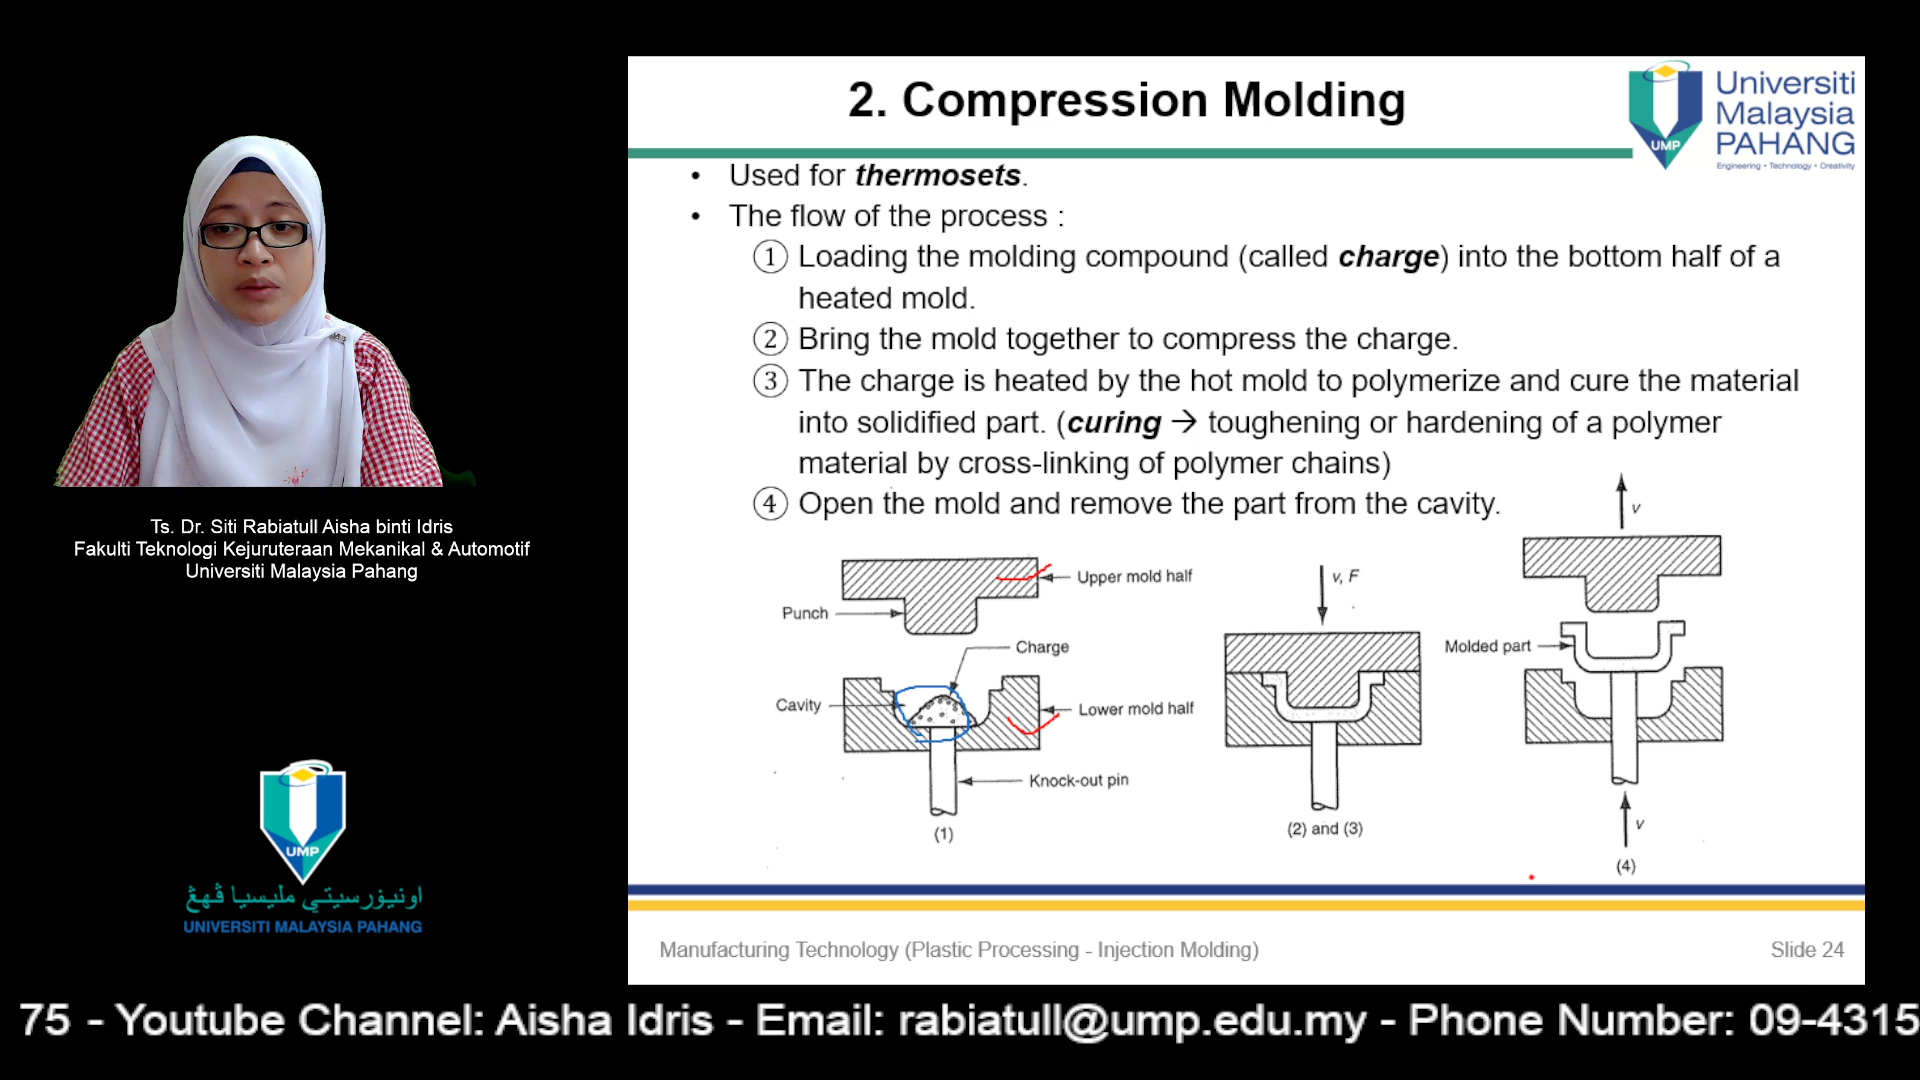 2. Compression Molding
Universiti
Malaysia
PAHANG
Engineering • Technology • Creativity
UMP
• Used for thermosets.
• The flow of the process :
① Loading the molding compound (called charge) into the bottom half of a
heated mold.
② Bring the mold together to compress the charge.
③ The charge is heated by the hot mold to polymerize and cure the material
into solidified part. (curing → toughening or hardening of a polymer
material by cross-linking of polymer chains)
④ Open the mold and remove the part from the cavity.
Upper mold half
Punch
Charge
Cavity
Lower mold half
Knock-out pin
(1)
v, F
(2) and (3)
v
Molded part
v
(4)
Manufacturing Technology (Plastic Processing - Injection Molding)
Slide 24
Ts. Dr. Siti Rabiatull Aisha binti Idris
Fakulti Teknologi Kejuruteraan Mekanikal & Automotif
Universiti Malaysia Pahang
UMP
اونيۏرسيتي مليسيا ڤهڠ
UNIVERSITI MALAYSIA PAHANG
75 - Youtube Channel: Aisha Idris - Email: rabiatull@ump.edu.my - Phone Number: 09-4315